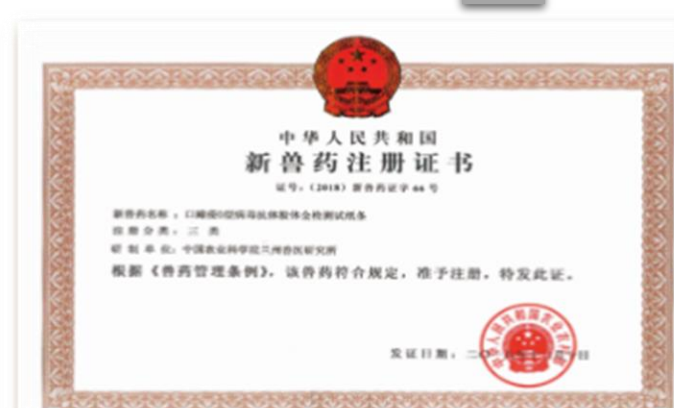 中华人民共和国
新兽药注册证书
证号:(2018)新兽药证字 66 号
新兽药名称:口蹄疫O型病毒抗体胶体金检测试纸条
注册分类:三 类
研 制 单 位:中国农业科学院兰州兽医研究所
根据《兽药管理条例》,该兽药符合规定,准予注册,特发此证。
发证日期:二〇